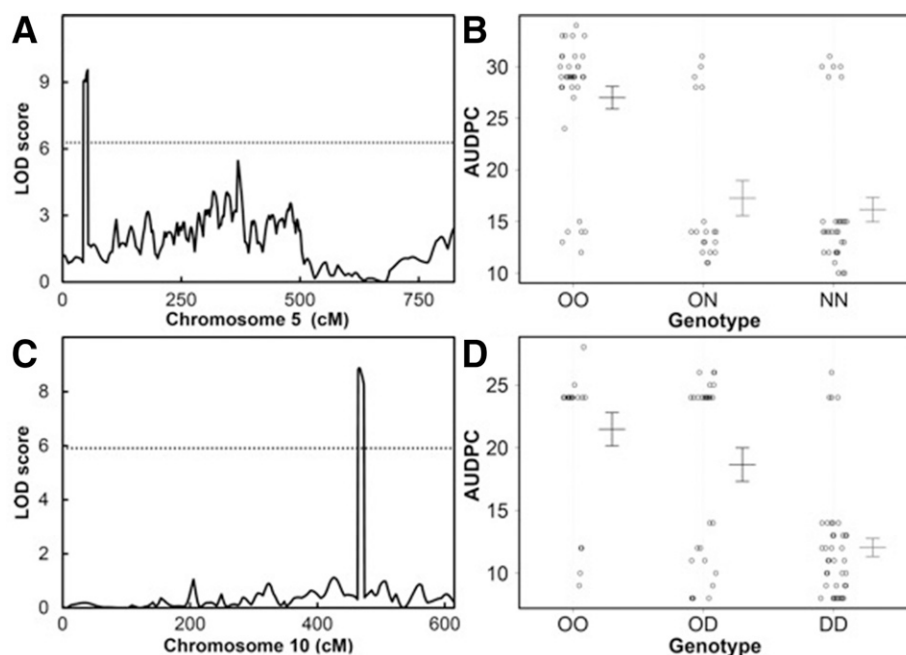 A
LOD score
9
6
3
0
0 250 500 750
Chromosome 5 (cM)
B
AUDPC
30
25
20
15
10
OO ON NN
Genotype
C
LOD score
8
6
4
2
0
0 200 400 600
Chromosome 10 (cM)
D
AUDPC
25
20
15
10
OO OD DD
Genotype